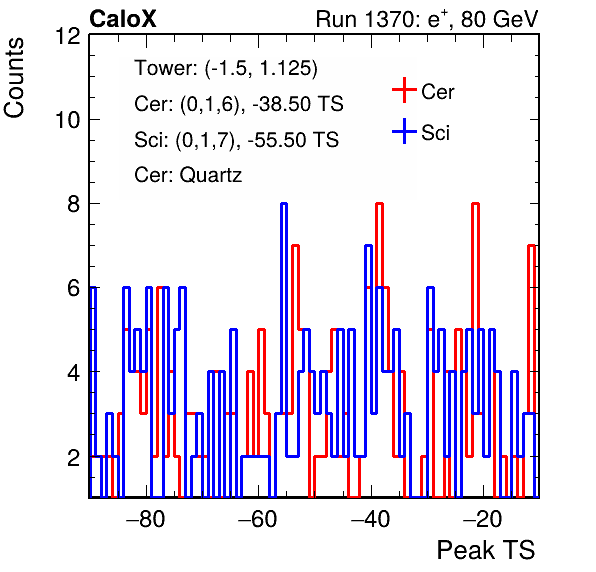 CaloX Run 1370: e⁺, 80 GeV
Counts
12
10
8
6
4
2
Tower: (-1.5, 1.125)
Cer: (0,1,6), -38.50 TS
Sci: (0,1,7), -55.50 TS
Cer: Quartz
Cer
Sci
−80 −60 −40 −20
Peak TS